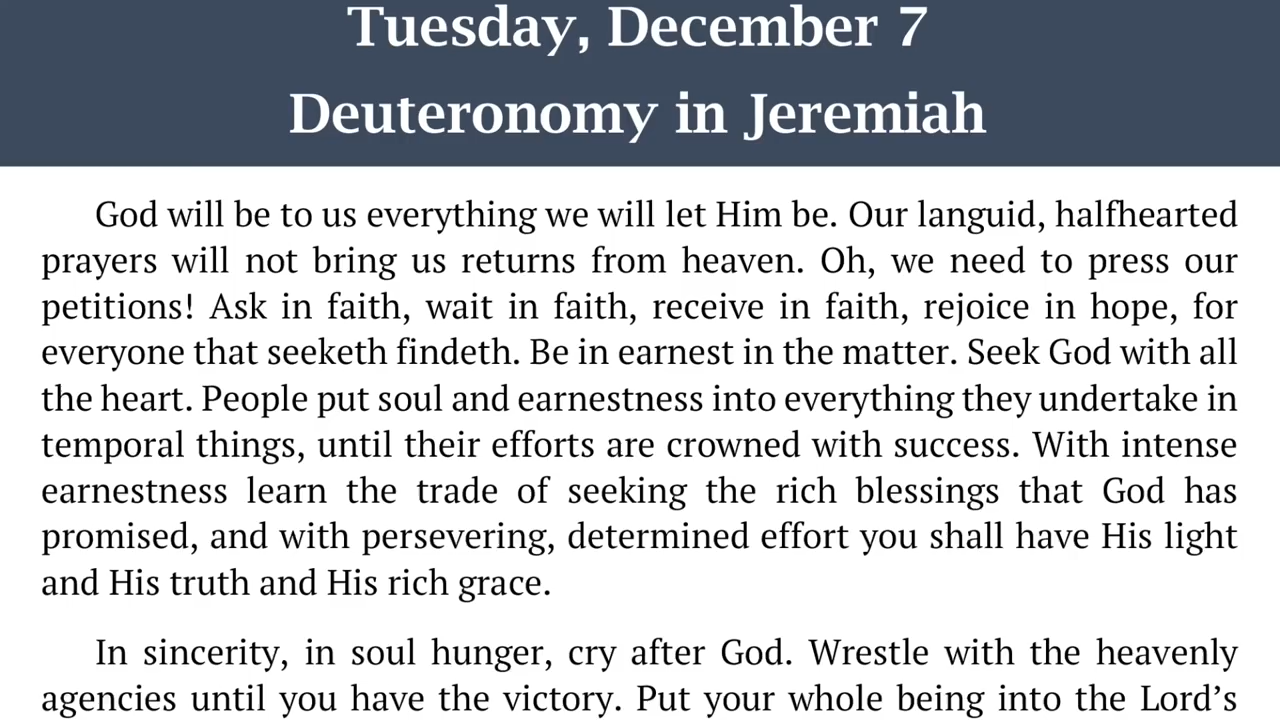 Tuesday, December 7
Deuteronomy in Jeremiah
God will be to us everything we will let Him be. Our languid, halfhearted
prayers will not bring us returns from heaven. Oh, we need to press our
petitions! Ask in faith, wait in faith, receive in faith, rejoice in hope, for
everyone that seeketh findeth. Be in earnest in the matter. Seek God with all
the heart. People put soul and earnestness into everything they undertake in
temporal things, until their efforts are crowned with success. With intense
earnestness learn the trade of seeking the rich blessings that God has
promised, and with persevering, determined effort you shall have His light
and His truth and His rich grace.
In sincerity, in soul hunger, cry after God. Wrestle with the heavenly
agencies until you have the victory. Put your whole being into the Lord’s